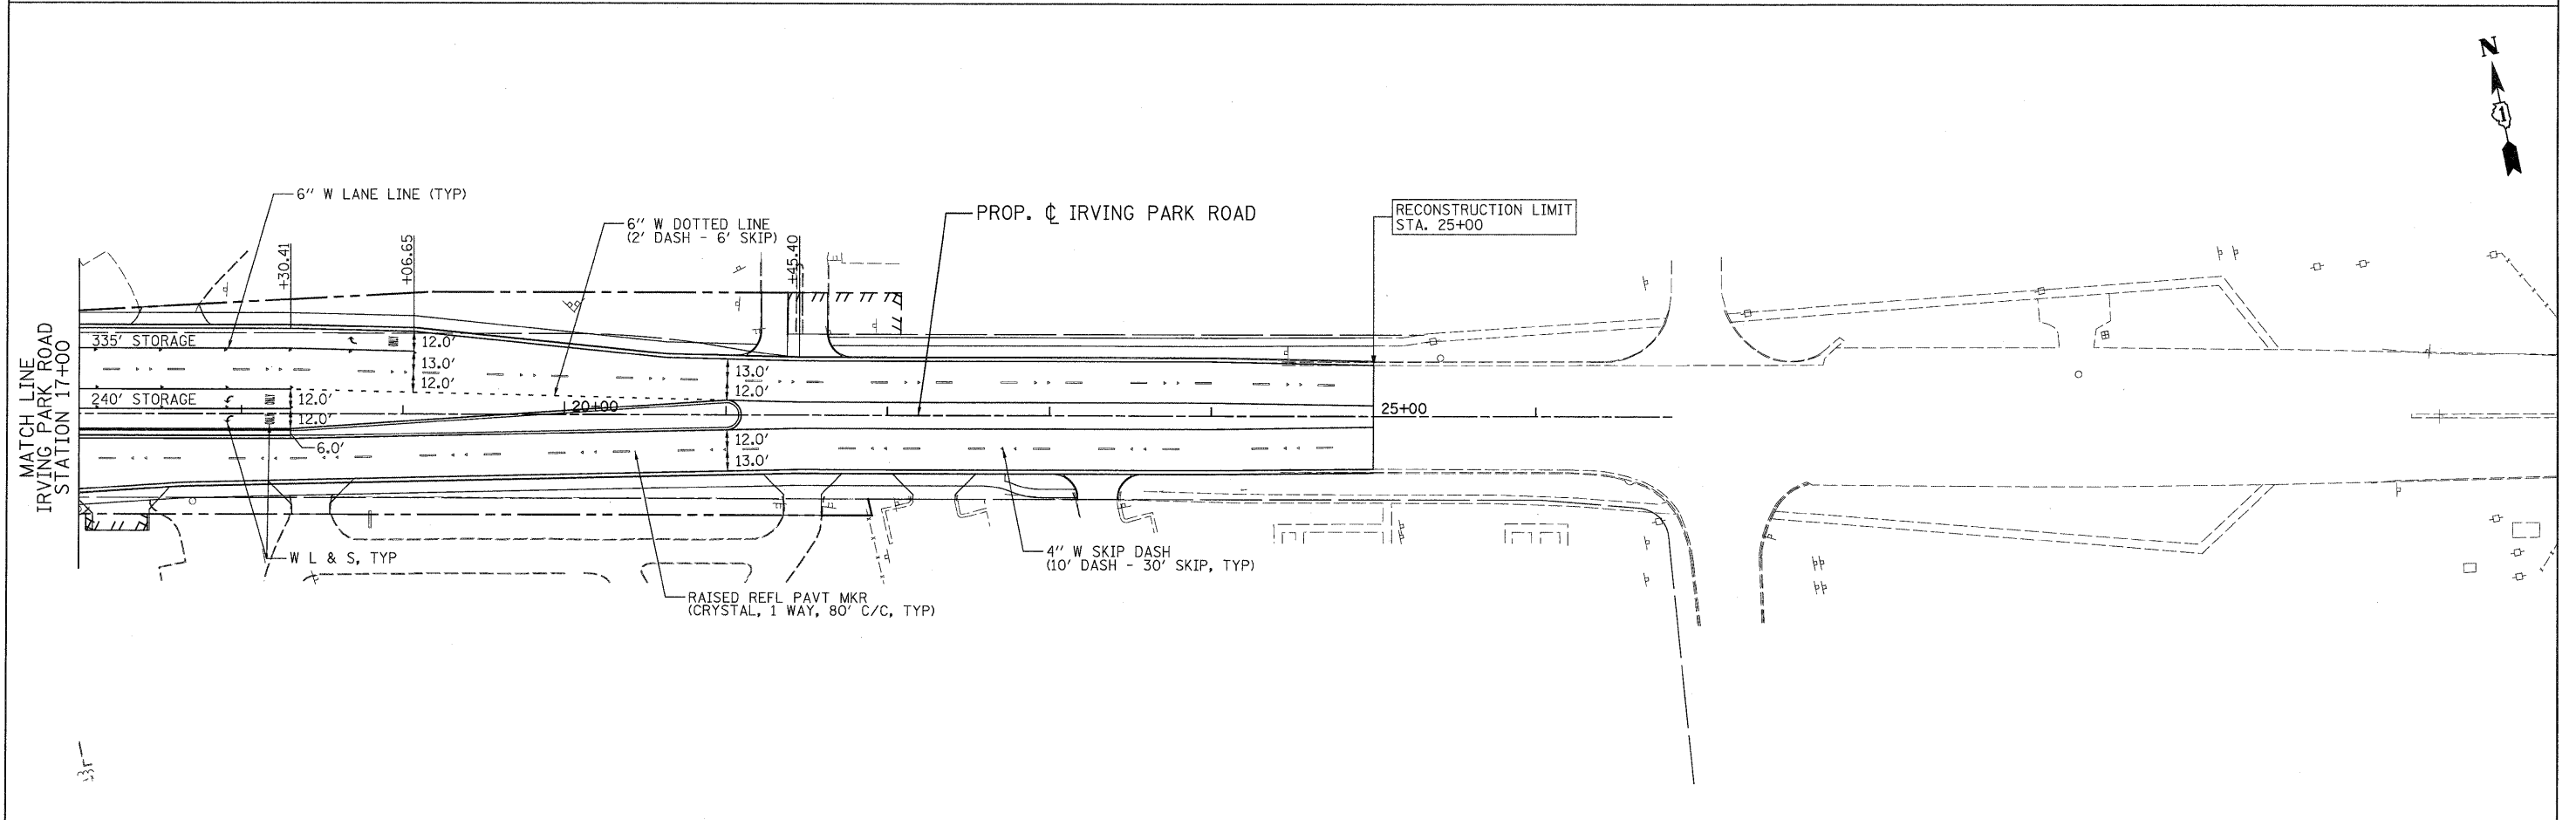 N
1
6" W LANE LINE (TYP)
6" W DOTTED LINE
(2' DASH - 6' SKIP)
PROP. ℄ IRVING PARK ROAD
RECONSTRUCTION LIMIT
STA. 25+00
+30.41
+06.65
+45.40
MATCH LINE
IRVING PARK ROAD
STATION 17+00
335' STORAGE
ONLY
12.0'
13.0'
12.0'
13.0'
12.0'
240' STORAGE
ONLY
12.0'
ONLY
12.0'
6.0'
20+00
25+00
12.0'
13.0'
W L & S, TYP
4" W SKIP DASH
(10' DASH - 30' SKIP, TYP)
RAISED REFL PAVT MKR
(CRYSTAL, 1 WAY, 80' C/C, TYP)